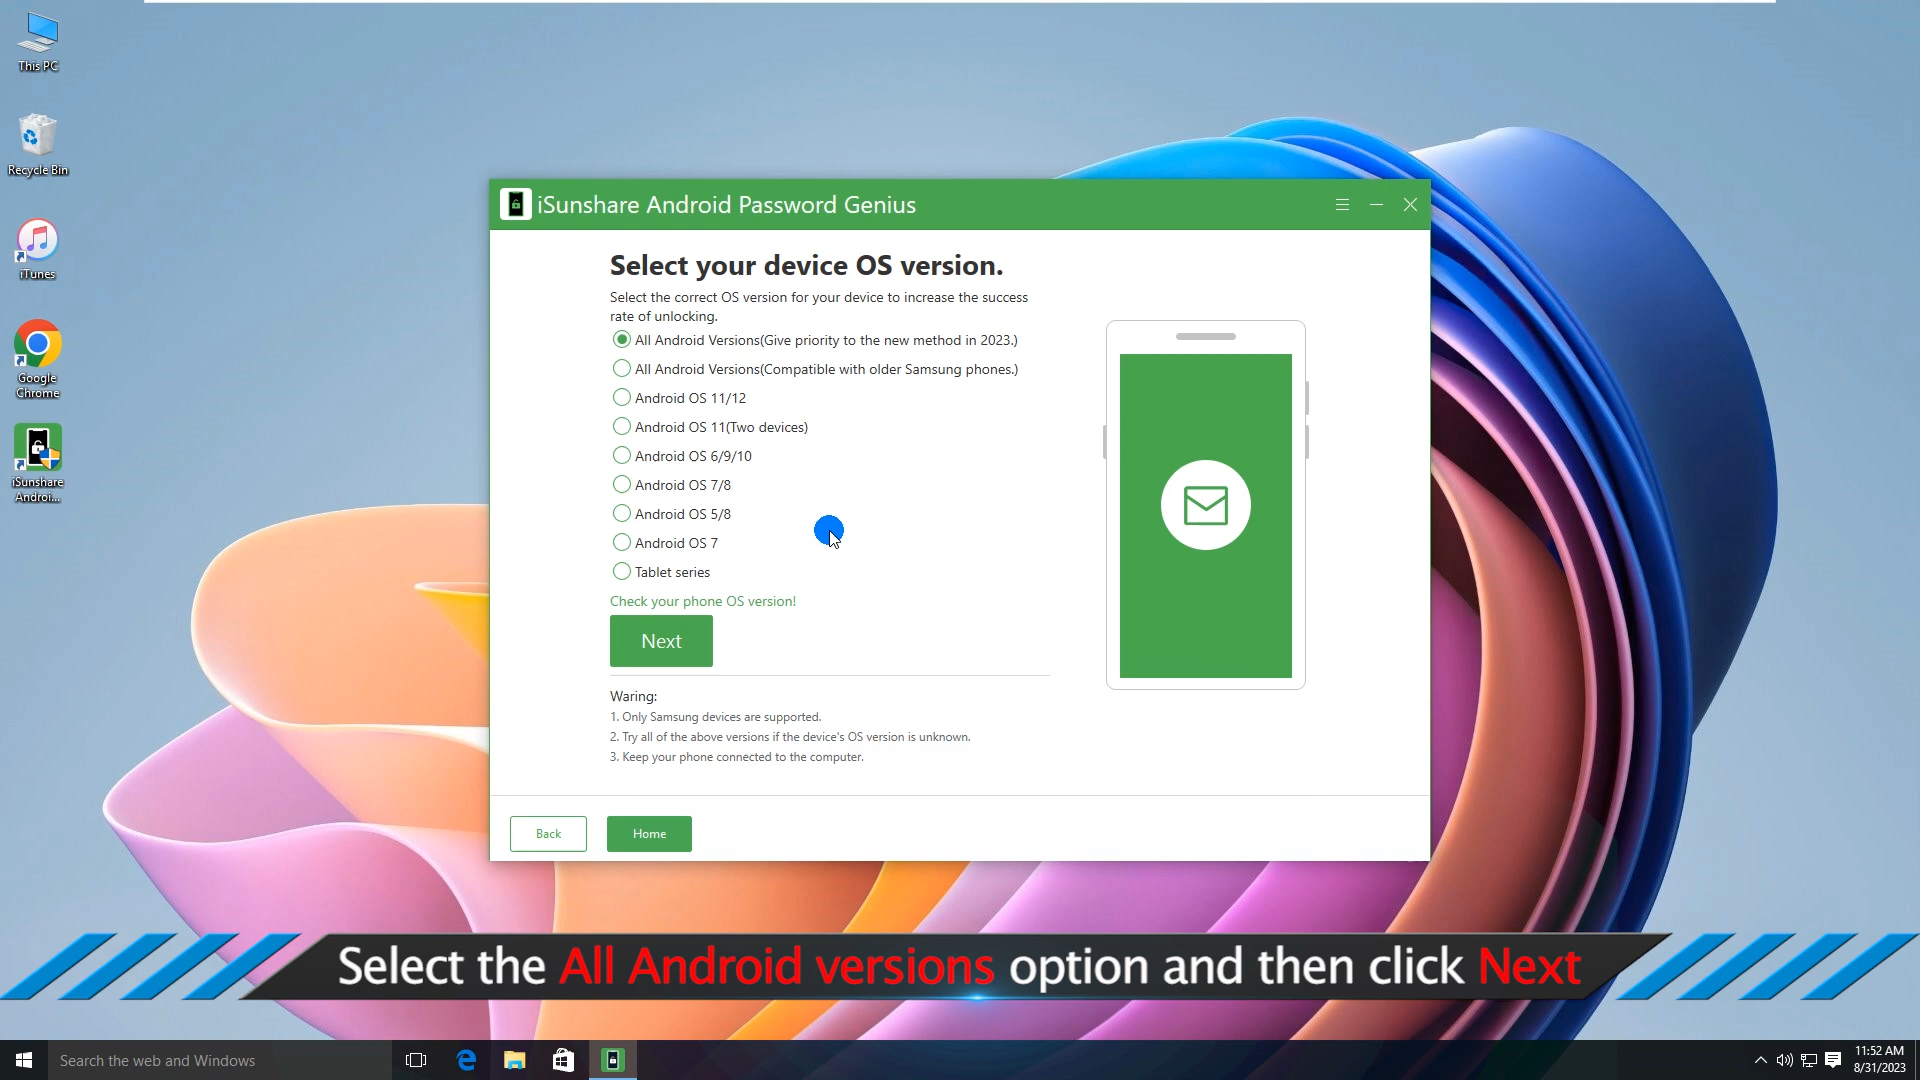 This PC
Recycle Bin
iTunes
Google
Chrome
iSunshare
Androi...
iSunshare Android Password Genius
Select your device OS version.
Select the correct OS version for your device to increase the success
rate of unlocking.
All Android Versions(Give priority to the new method in 2023.)
All Android Versions(Compatible with older Samsung phones.)
Android OS 11/12
Android OS 11(Two devices)
Android OS 6/9/10
Android OS 7/8
Android OS 5/8
Android OS 7
Tablet series
Check your phone OS version!
Next
Waring:
1. Only Samsung devices are supported.
2. Try all of the above versions if the device's OS version is unknown.
3. Keep your phone connected to the computer.
Back
Home
Select the All Android versions option and then click Next
Search the web and Windows
11:52 AM
8/31/2023